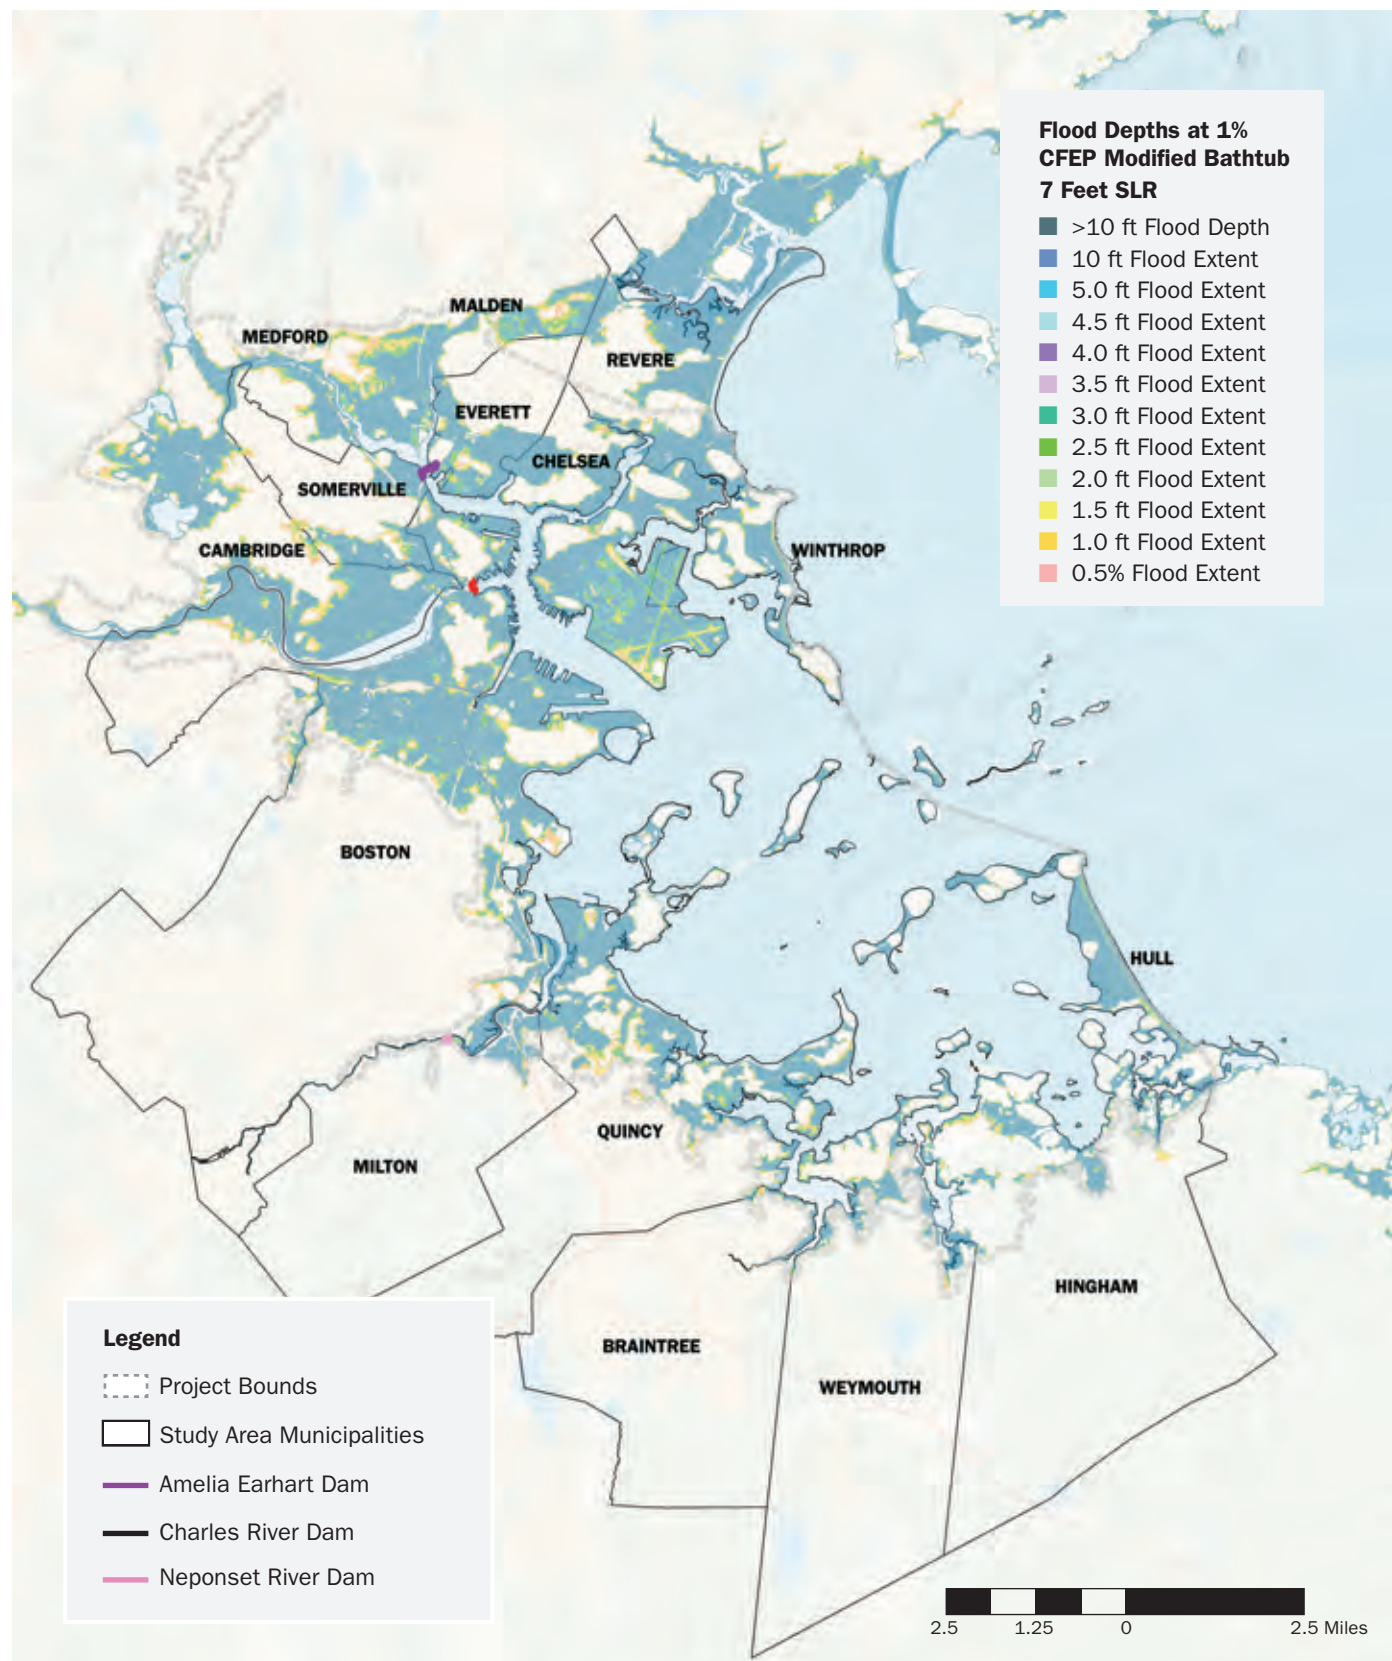 Flood Depths at 1%
CFEP Modified Bathtub
7 Feet SLR
>10 ft Flood Depth
10 ft Flood Extent
5.0 ft Flood Extent
4.5 ft Flood Extent
4.0 ft Flood Extent
3.5 ft Flood Extent
3.0 ft Flood Extent
2.5 ft Flood Extent
2.0 ft Flood Extent
1.5 ft Flood Extent
1.0 ft Flood Extent
0.5% Flood Extent
MALDEN
MEDFORD
REVERE
EVERETT
CHELSEA
SOMERVILLE
CAMBRIDGE
WINTHROP
BOSTON
HULL
QUINCY
MILTON
HINGHAM
BRAINTREE
WEYMOUTH
Legend
Project Bounds
Study Area Municipalities
Amelia Earhart Dam
Charles River Dam
Neponset River Dam
2.5 1.25 0 2.5 Miles